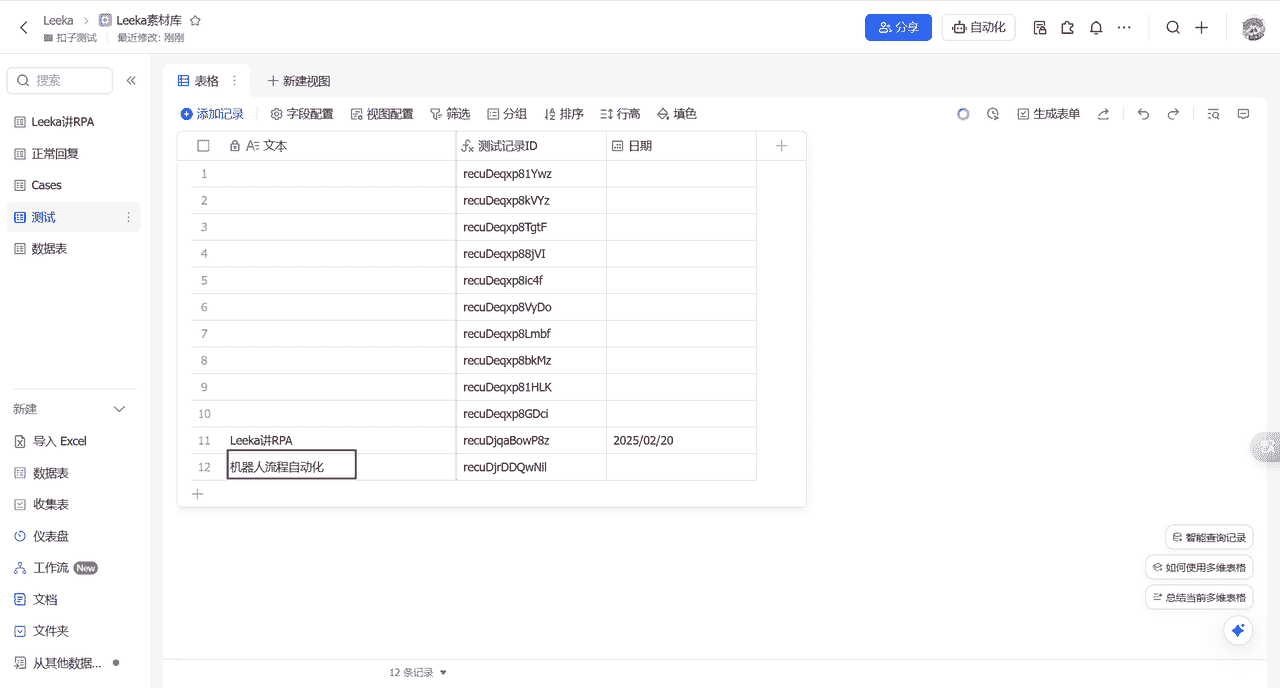 Leeka > Leeka素材库
扣子测试 最近修改: 刚刚
分享 自动化
搜索
Leeka讲RPA
正常回复
Cases
测试
数据表
新建
导入 Excel
数据表
收集表
仪表盘
工作流 New
文档
文件夹
从其他数据...
表格 新建视图
添加记录 字段配置 视图配置 筛选 分组 排序 行高 填色 生成表单
文本 测试记录ID 日期
1 recuDeqxp81Ywz
2 recuDeqxp8kVYz
3 recuDeqxp8TgtF
4 recuDeqxp88jVI
5 recuDeqxp8ic4f
6 recuDeqxp8VyDo
7 recuDeqxp8Lmbf
8 recuDeqxp8bkMz
9 recuDeqxp81HLK
10 recuDeqxp8GDci
11 Leeka讲RPA recuDjqaBowP8z 2025/02/20
12 机器人流程自动化 recuDjrDDQwNil
智能查询记录
如何使用多维表格
总结当前多维表格
12 条记录